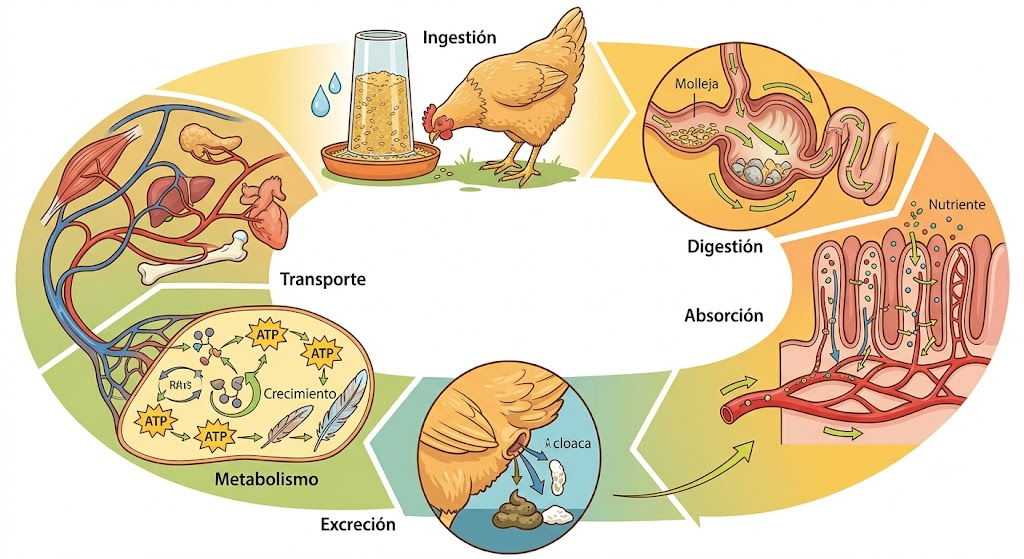 Ingestión
Molleja
Digestión
Nutriente
Absorción
Transporte
ATP
ATP
Crecimiento
ATP
ATP
Metabolismo
cloaca
Excreción